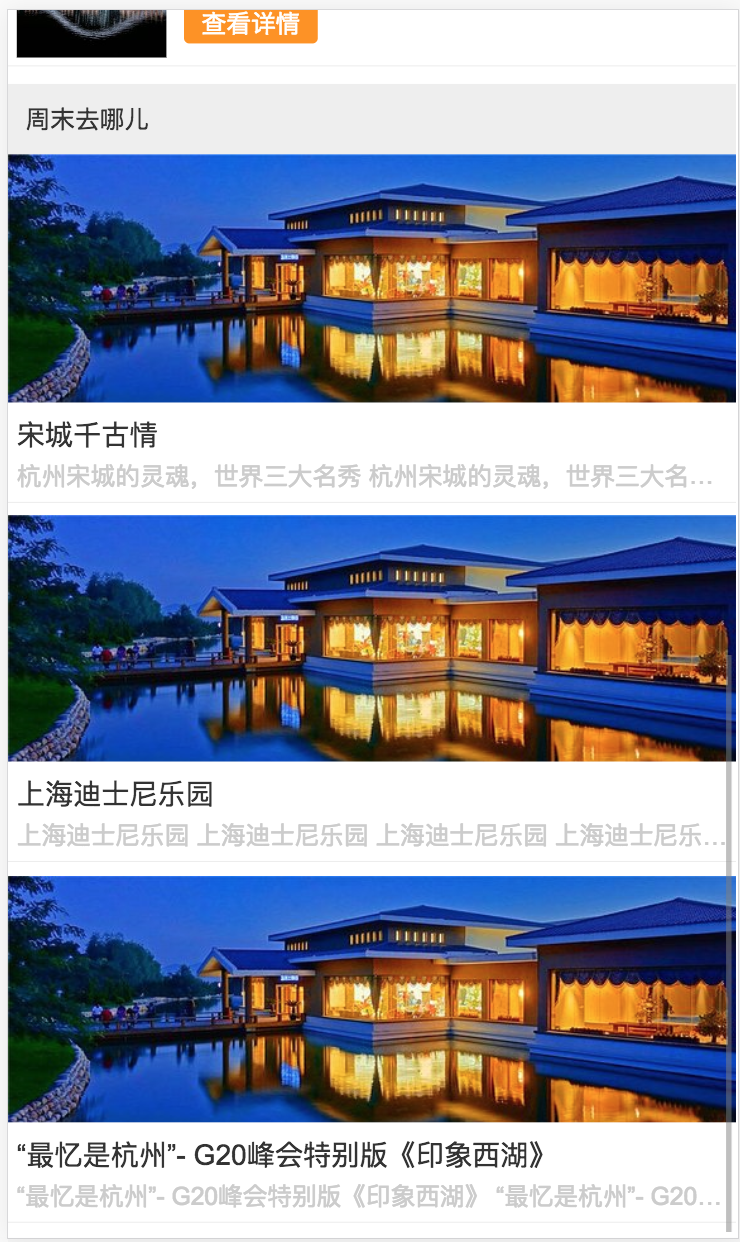 查看详情
周末去哪儿
宋城千古情
杭州宋城的灵魂，世界三大名秀 杭州宋城的灵魂，世界三大名…
上海迪士尼乐园
上海迪士尼乐园 上海迪士尼乐园 上海迪士尼乐园 上海迪士尼乐…
“最忆是杭州”- G20峰会特别版《印象西湖》
“最忆是杭州”- G20峰会特别版《印象西湖》 “最忆是杭州”- G20…